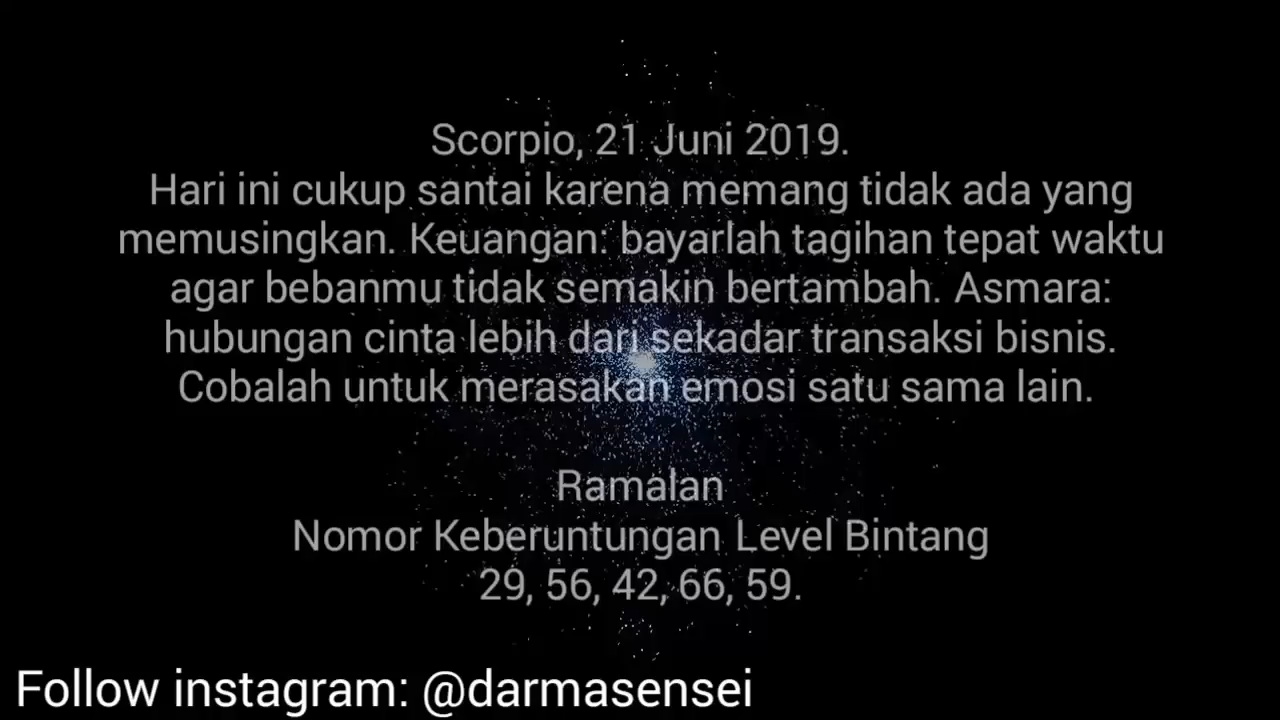 Scorpio, 21 Juni 2019.
Hari ini cukup santai karena memang tidak ada yang
memusingkan. Keuangan: bayarlah tagihan tepat waktu
agar bebanmu tidak semakin bertambah. Asmara:
hubungan cinta lebih dari sekadar transaksi bisnis.
Cobalah untuk merasakan emosi satu sama lain.
Ramalan
Nomor Keberuntungan Level Bintang
29, 56, 42, 66, 59.
Follow instagram: @darmasensei